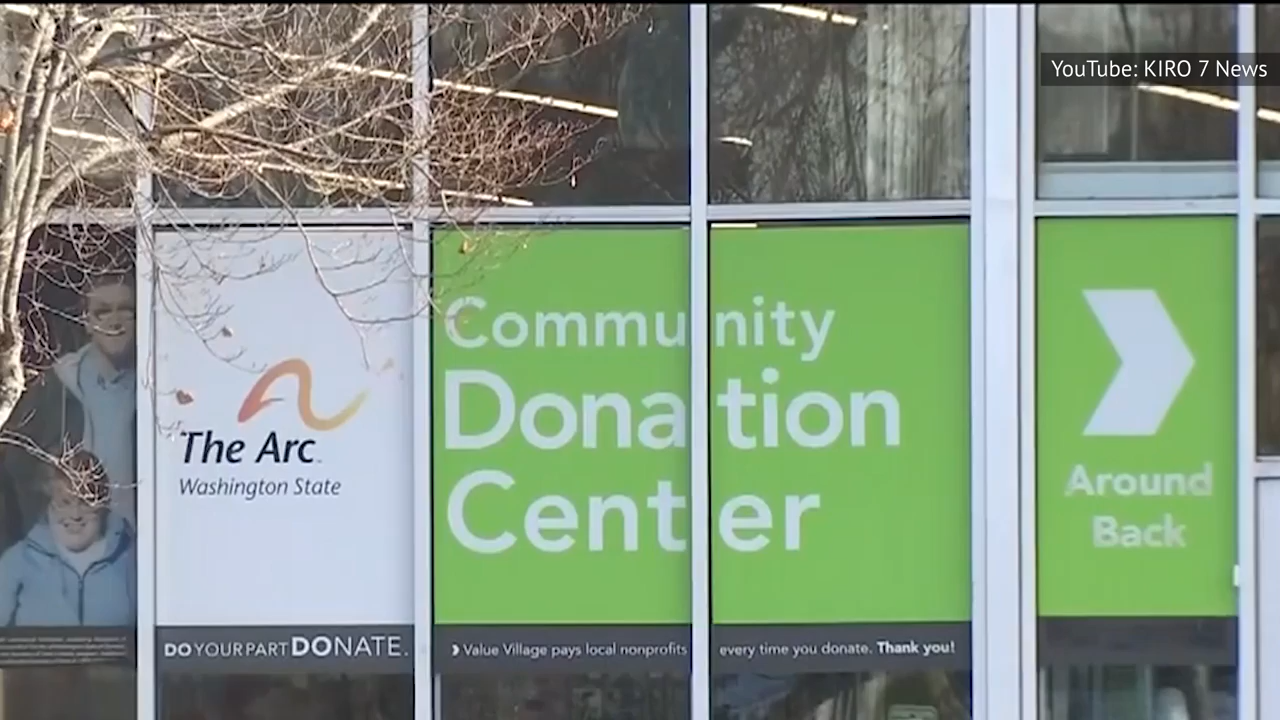 YouTube: KIRO 7 News
Community
Donation
Center
The Arc™
Washington State
Around
Back
DO YOUR PART DONATE.
❯ Value Village pays local nonprofits every time you donate. Thank you!